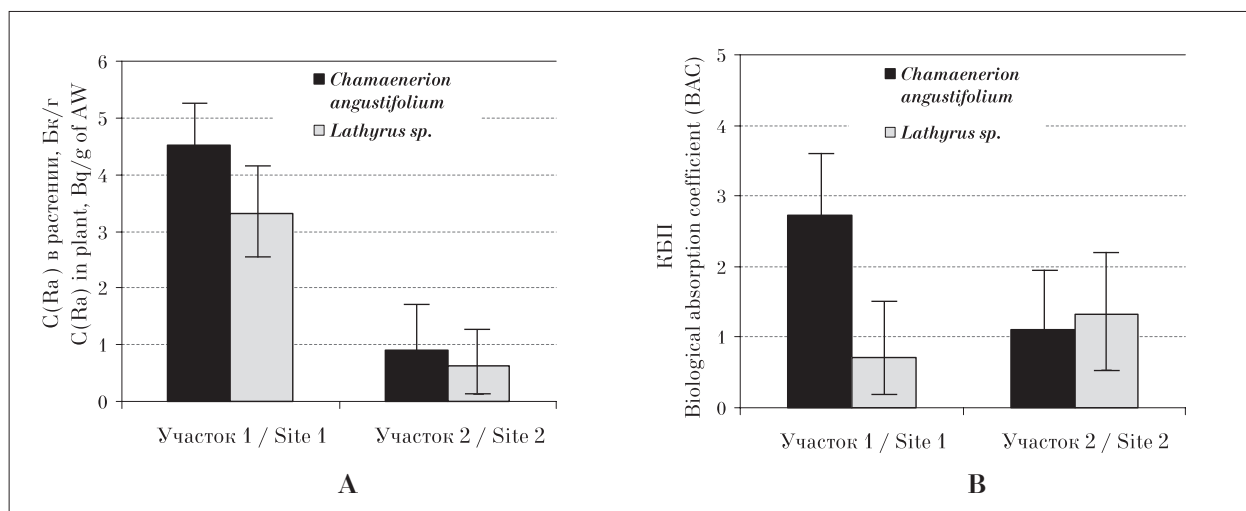 6
5
4
3
2
1
0
C(Ra) в растении, Бк/г
C(Ra) in plant, Bq/g of AW
Chamaenerion
angustifolium
Lathyrus sp.
Участок 1 / Site 1
Участок 2 / Site 2
A
5
4
3
2
1
0
КБП
Biological absorption coefficient (BAC)
Chamaenerion
angustifolium
Lathyrus sp.
Участок 1 / Site 1
Участок 2 / Site 2
B